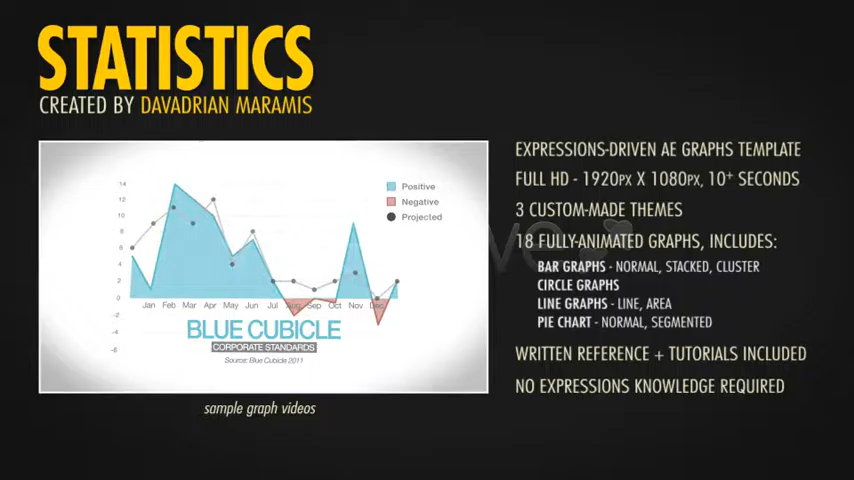 STATISTICS
CREATED BY DAVADRIAN MARAMIS
14
12
10
8
6
4
2
0
-2
-4
-6
Jan Feb Mar Apr May Jun Jul Aug Sep Oct Nov Dec
Positive
Negative
Projected
BLUE CUBICLE
CORPORATE STANDARDS
Source: Blue Cubicle 2011
sample graph videos
EXPRESSIONS-DRIVEN AE GRAPHS TEMPLATE
FULL HD - 1920PX X 1080PX, 10+ SECONDS
3 CUSTOM-MADE THEMES
18 FULLY-ANIMATED GRAPHS, INCLUDES:
BAR GRAPHS - NORMAL, STACKED, CLUSTER
CIRCLE GRAPHS
LINE GRAPHS - LINE, AREA
PIE CHART - NORMAL, SEGMENTED
WRITTEN REFERENCE + TUTORIALS INCLUDED
NO EXPRESSIONS KNOWLEDGE REQUIRED